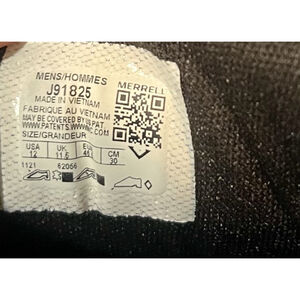 MENS/HOMMES
J91825
MERRELL
MADE IN VIETNAM
FABRIQUE AU VIETNAM
MAY BE COVERED BY US PAT
SIZE/GRANDEUR
USA UK CM
12 11.5 30
1121 62056